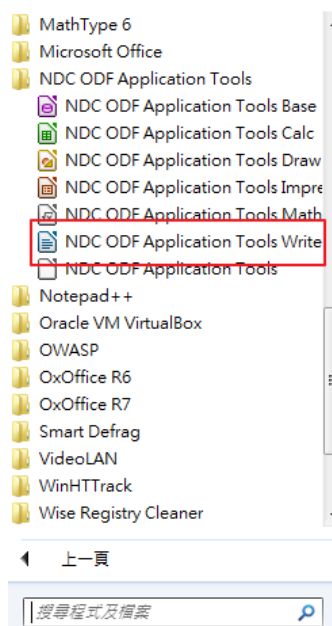 MathType 6
Microsoft Office
NDC ODF Application Tools
NDC ODF Application Tools Base
NDC ODF Application Tools Calc
NDC ODF Application Tools Draw
NDC ODF Application Tools Impre
NDC ODF Application Tools Math
NDC ODF Application Tools Write
NDC ODF Application Tools
Notepad++
Oracle VM VirtualBox
OWASP
OxOffice R6
OxOffice R7
Smart Defrag
VideoLAN
WinHTTrack
Wise Registry Cleaner
上一頁
搜尋程式及檔案